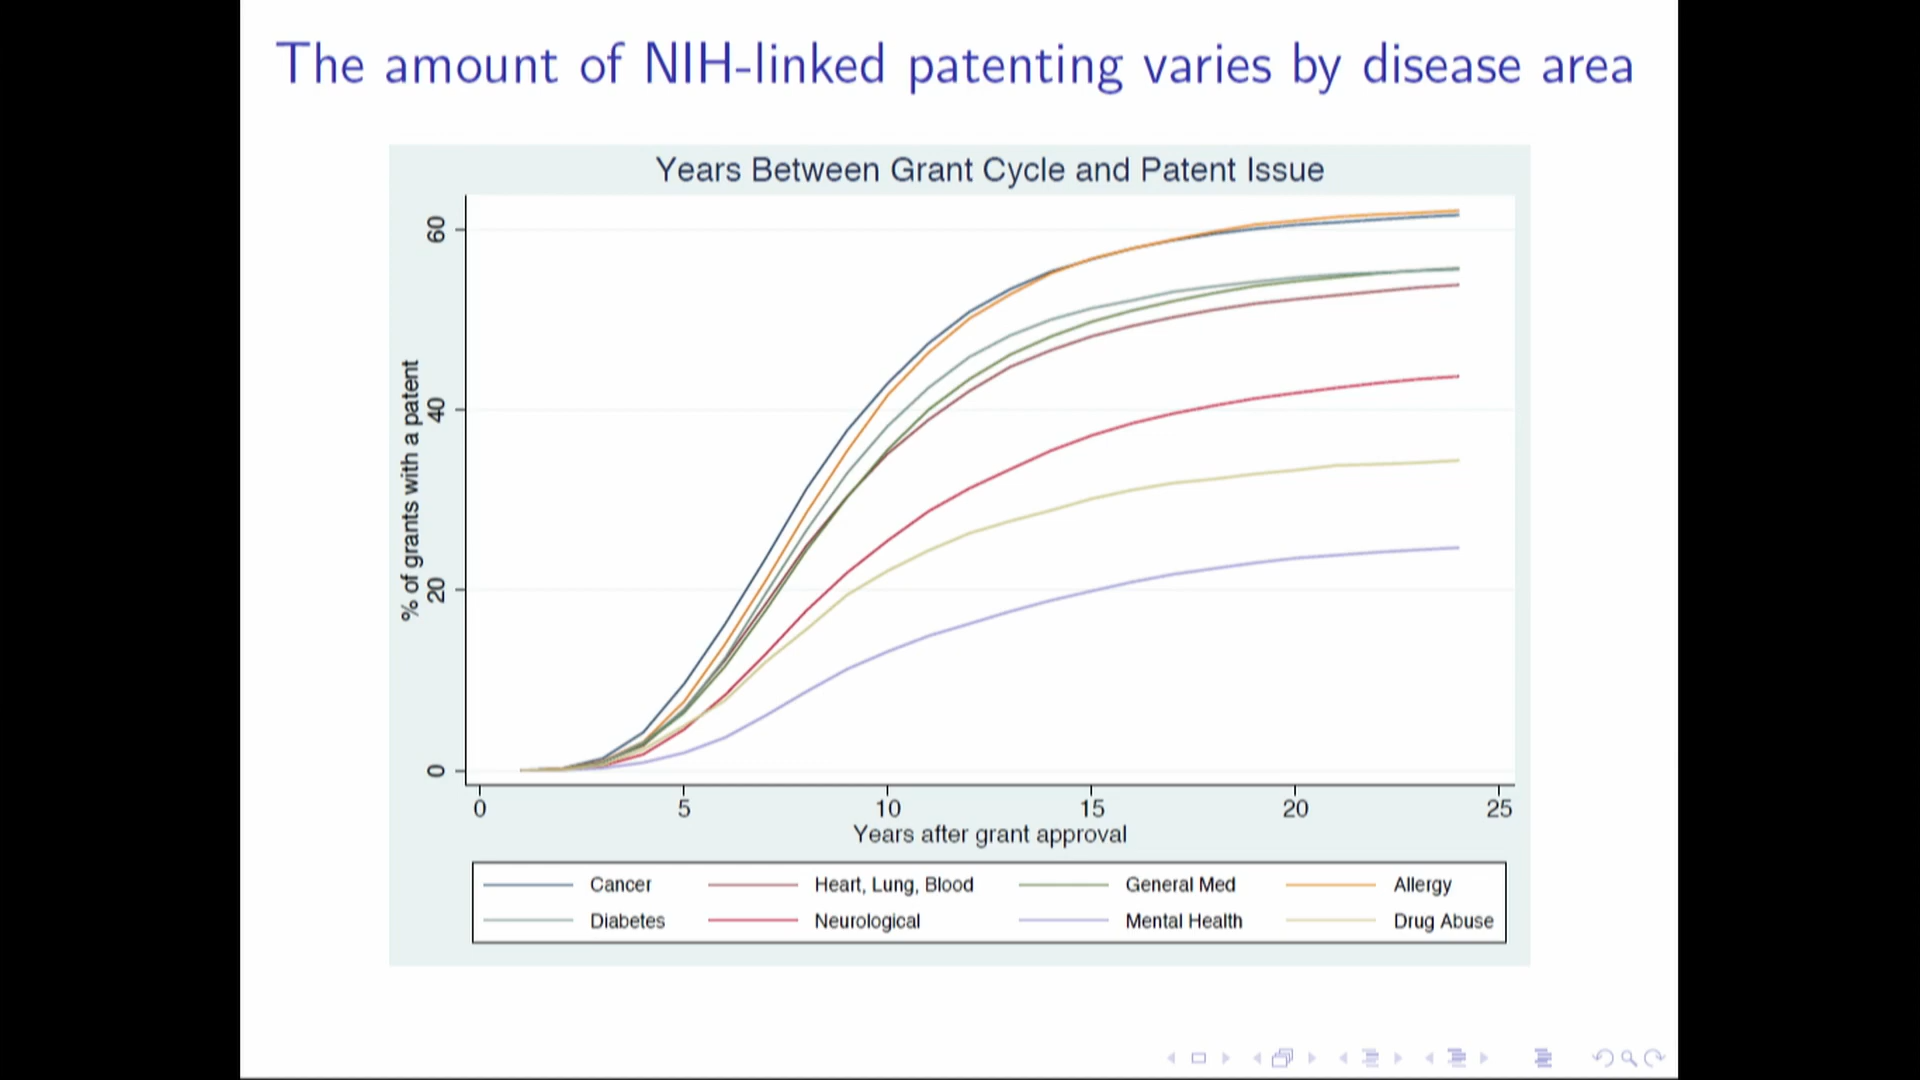 The amount of NIH-linked patenting varies by disease area
Years Between Grant Cycle and Patent Issue
% of grants with a patent
60
40
20
0
0 5 10 15 20 25
Years after grant approval
Cancer Heart, Lung, Blood General Med Allergy
Diabetes Neurological Mental Health Drug Abuse